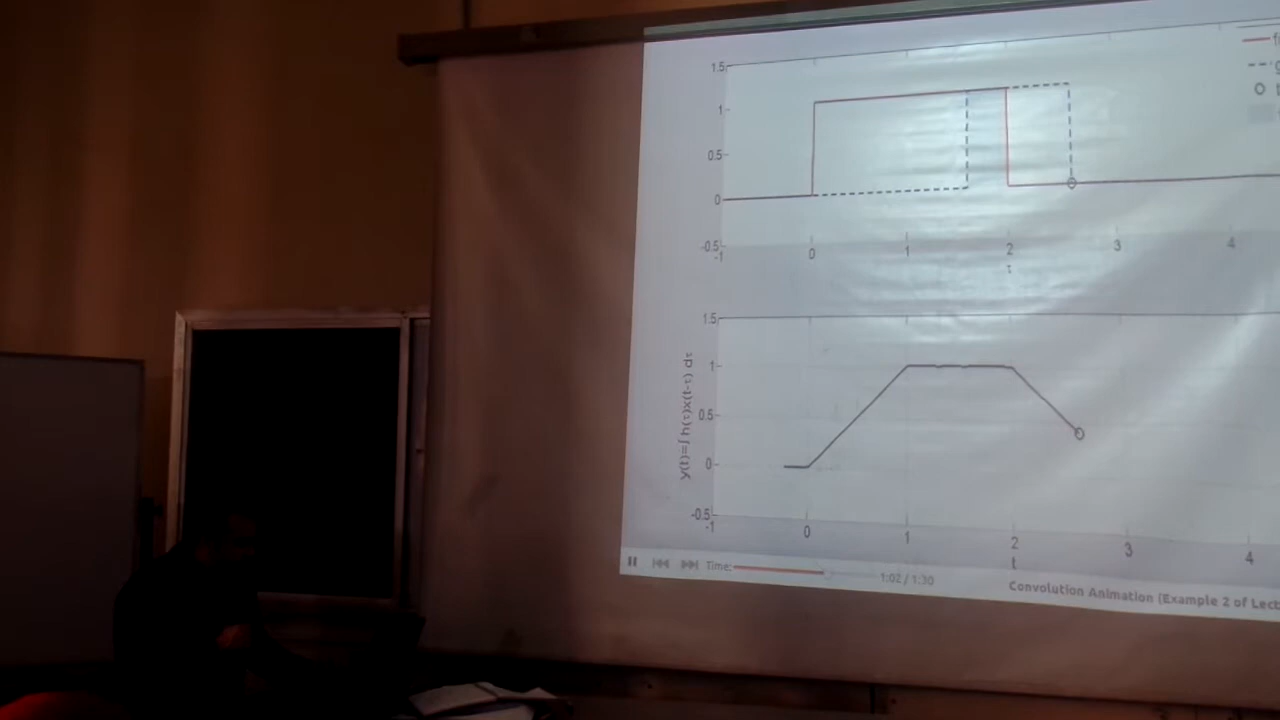 1.5
1
0.5
0
-0.5
-1 0 1 2 3 4
τ
y(t)=∫h(τ)x(t-τ) dτ
1.5
1
0.5
0
-0.5
-1 0 1 2 3 4
t
Time: 1:02 / 1:30
Convolution Animation (Example 2 of Lect